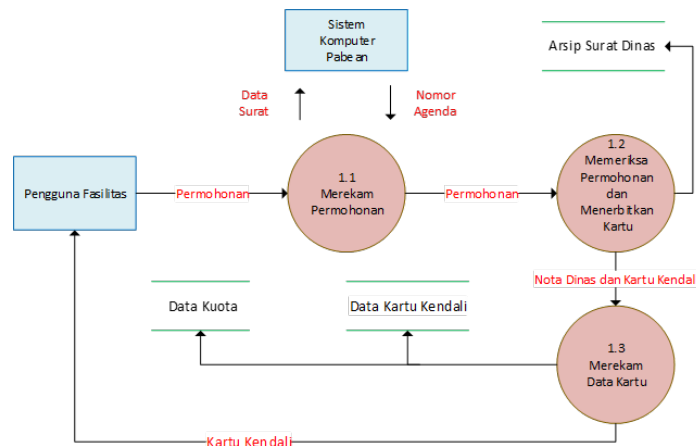 Sistem
Komputer
Pabean
Arsip Surat Dinas
Data
Surat
Nomor
Agenda
Pengguna Fasilitas
Permohonan
1.1
Merekam
Permohonan
Permohonan
1.2
Memeriksa
Permohonan
dan
Menerbitkan
Kartu
Nota Dinas dan Kartu Kendal
Data Kuota
Data Kartu Kendali
1.3
Merekam
Data Kartu
Kartu Kendali